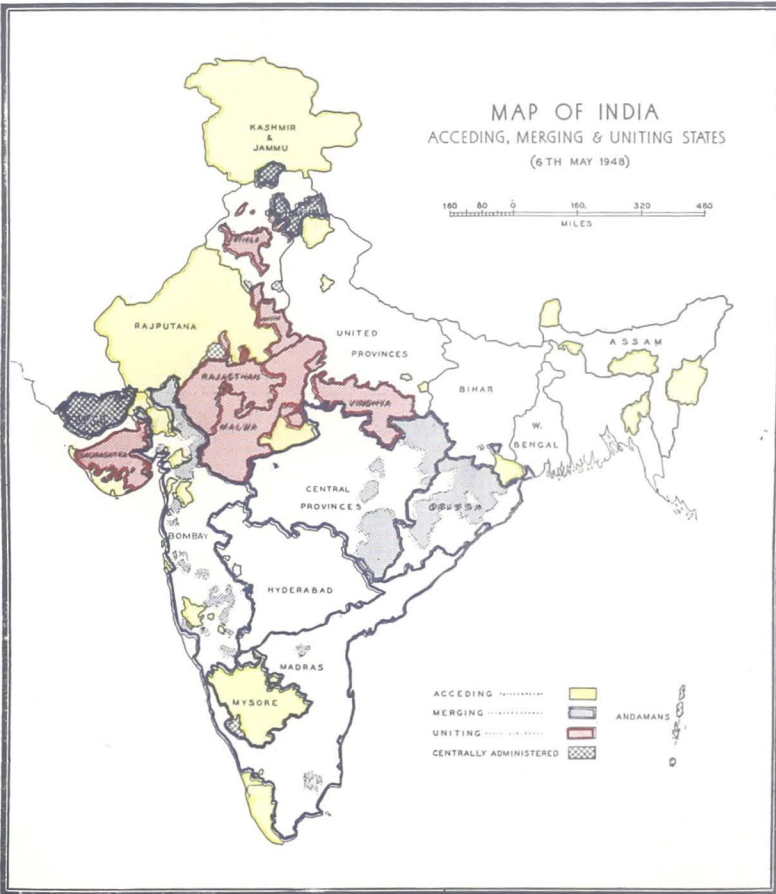 MAP OF INDIA
ACCEDING, MERGING & UNITING STATES
(6TH MAY 1948)
160 80 0 160. 320 480
MILES
KASHMIR
&
JAMMU
RAJPUTANA
UNITED
PROVINCES
ASSAM
RAJASTHAN
BIHAR
VINDHYA
MALWA
W.
BENGAL
SAURASHTRA
CENTRAL
PROVINCES
ORISSA
BOMBAY
HYDERABAD
MADRAS
MYSORE
ACCEDING
MERGING
UNITING
CENTRALLY ADMINISTERED
ANDAMANS